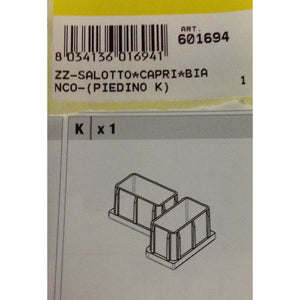 ART.
601694
8 034136 016941
ZZ-SALOTTO*CAPRI*BIA
NCO-(PIEDINO K)
1
K x 1